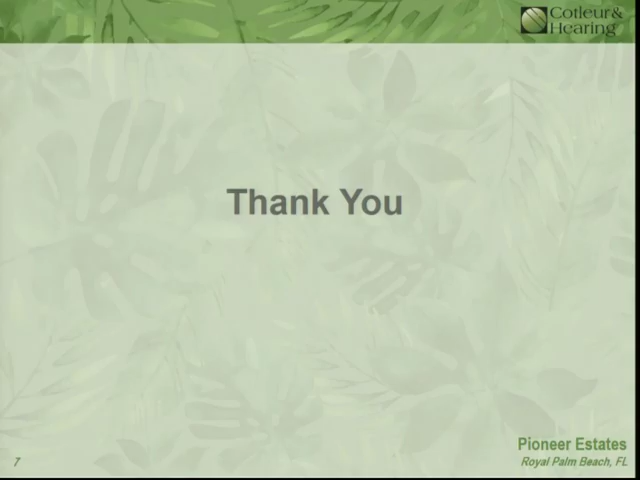 Cotleur&
Hearing
Thank You
Pioneer Estates
7
Royal Palm Beach, FL